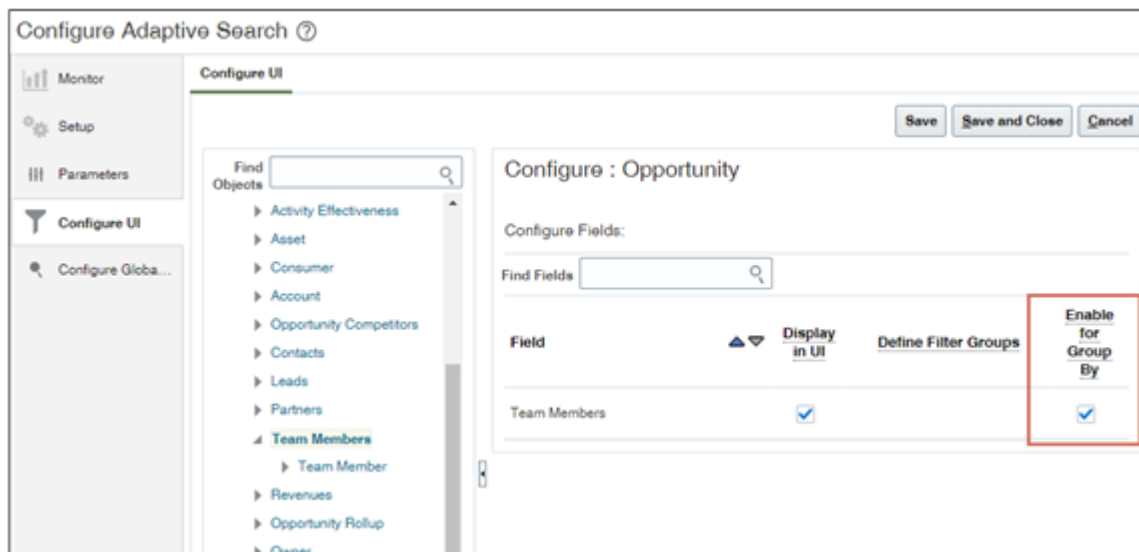 Configure Adaptive Search ?
Monitor
Setup
Parameters
Configure UI
Configure Globa...
Configure UI
Save
Save and Close
Cancel
Find
Objects
Activity Effectiveness
Asset
Consumer
Account
Opportunity Competitors
Contacts
Leads
Partners
Team Members
Team Member
Revenues
Opportunity Rollup
Owner
Configure : Opportunity
Configure Fields:
Find Fields
Field
Display
in UI
Define Filter Groups
Enable
for
Group
By
Team Members